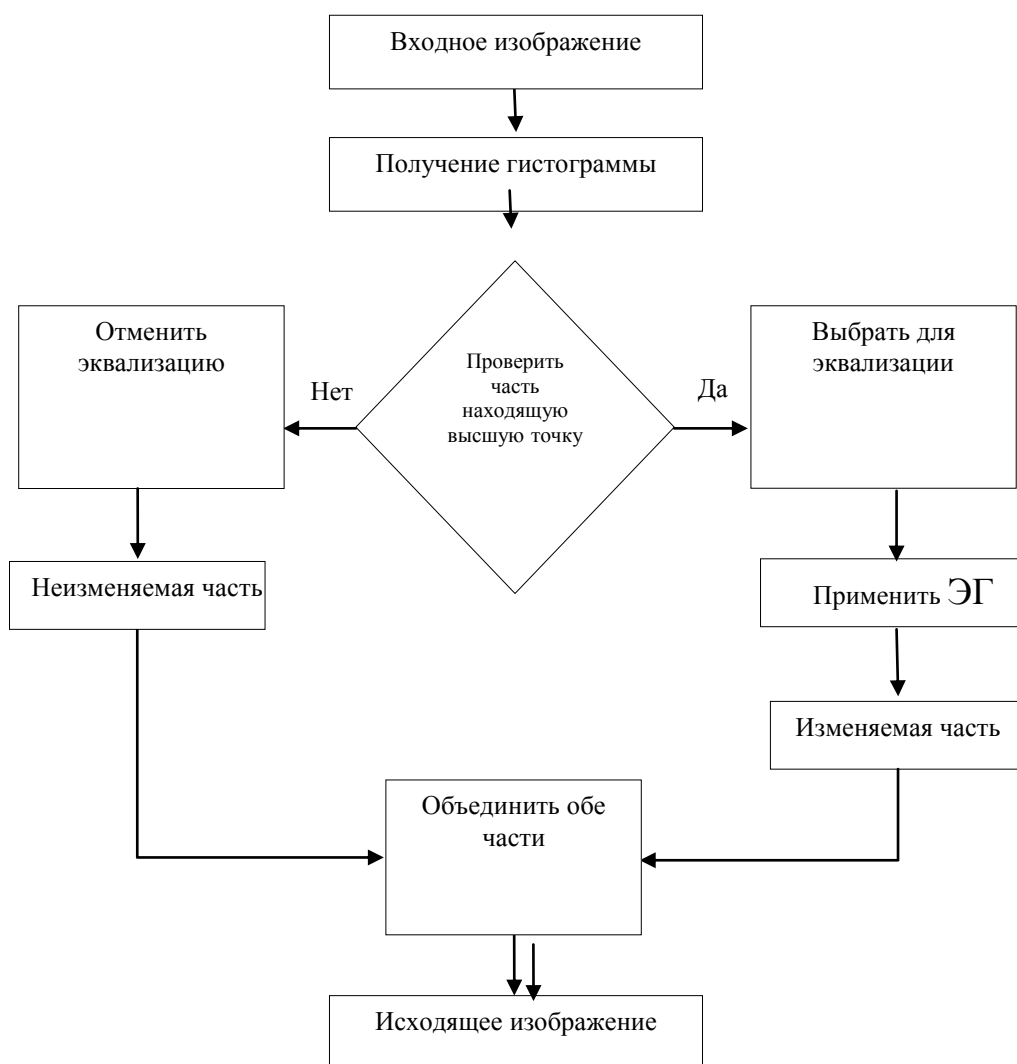 Входное изображение
Получение гистограммы
Отменить
эквализацию
Выбрать для
эквализации
Проверить
часть
находящую
высшую точку
Нет
Да
Неизменяемая часть
Применить ЭГ
Изменяемая часть
Объединить обе
части
Исходящее изображение